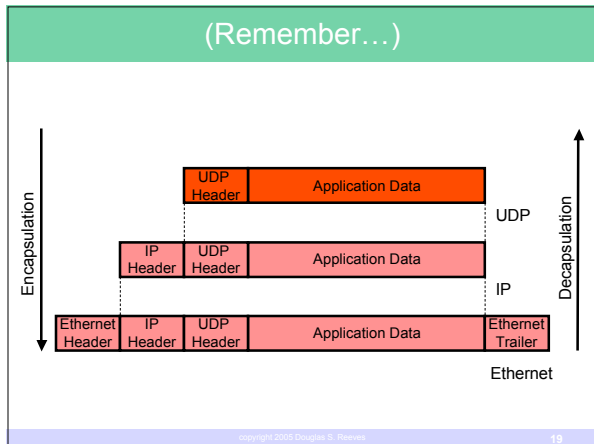 (Remember…)
Encapsulation
Decapsulation
UDP
Header
Application Data
UDP
IP
Header
UDP
Header
Application Data
IP
Ethernet
Header
IP
Header
UDP
Header
Application Data
Ethernet
Trailer
Ethernet
copyright 2005 Douglas S. Reeves
19